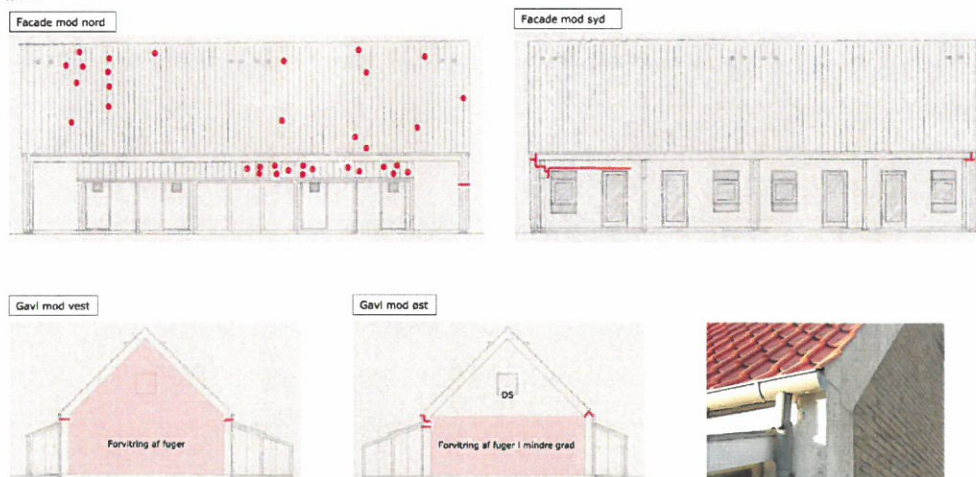 Facade mod nord
Facade mod syd
Gavl mod vest
Gavl mod øst
DS
Forvitring af fuger
Forvitring af fuger i mindre grad